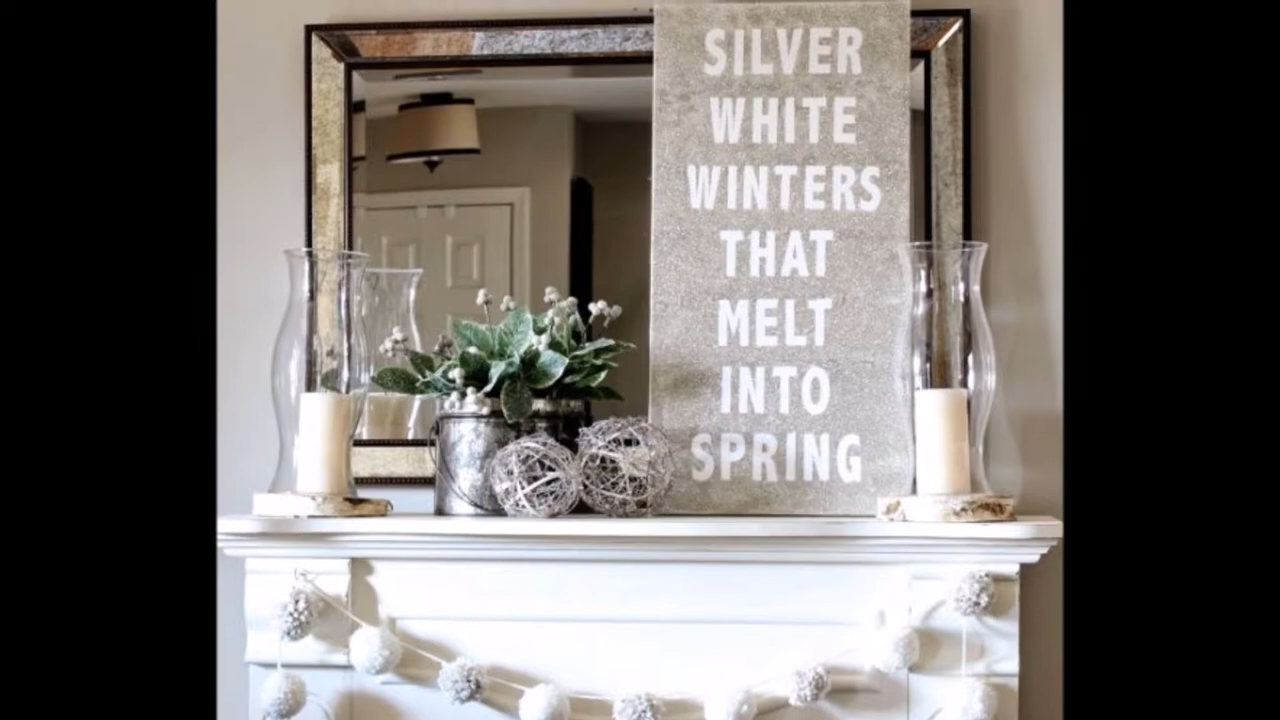 SILVER
WHITE
WINTERS
THAT
MELT
INTO
SPRING